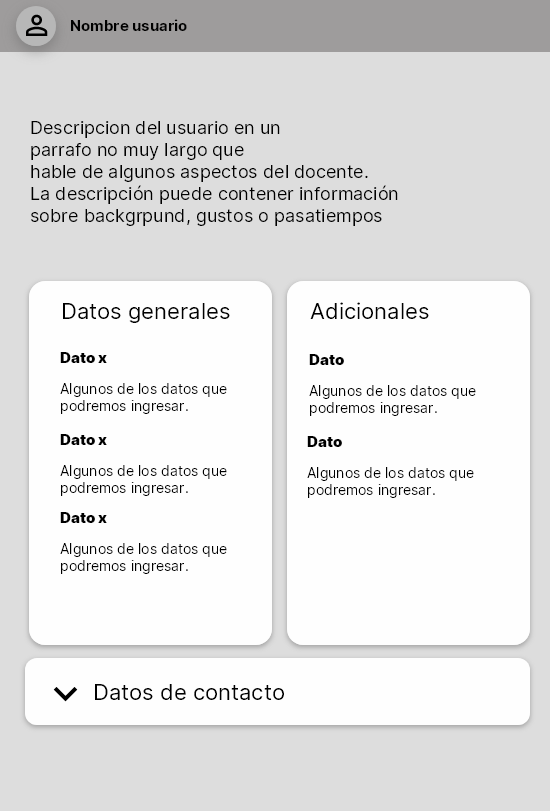 Nombre usuario
Descripcion del usuario en un
parrafo no muy largo que
hable de algunos aspectos del docente.
La descripción puede contener información
sobre backgrpund, gustos o pasatiempos
Datos generales
Dato x
Algunos de los datos que
podremos ingresar.
Dato x
Algunos de los datos que
podremos ingresar.
Dato x
Algunos de los datos que
podremos ingresar.
Adicionales
Dato
Algunos de los datos que
podremos ingresar.
Dato
Algunos de los datos que
podremos ingresar.
Datos de contacto